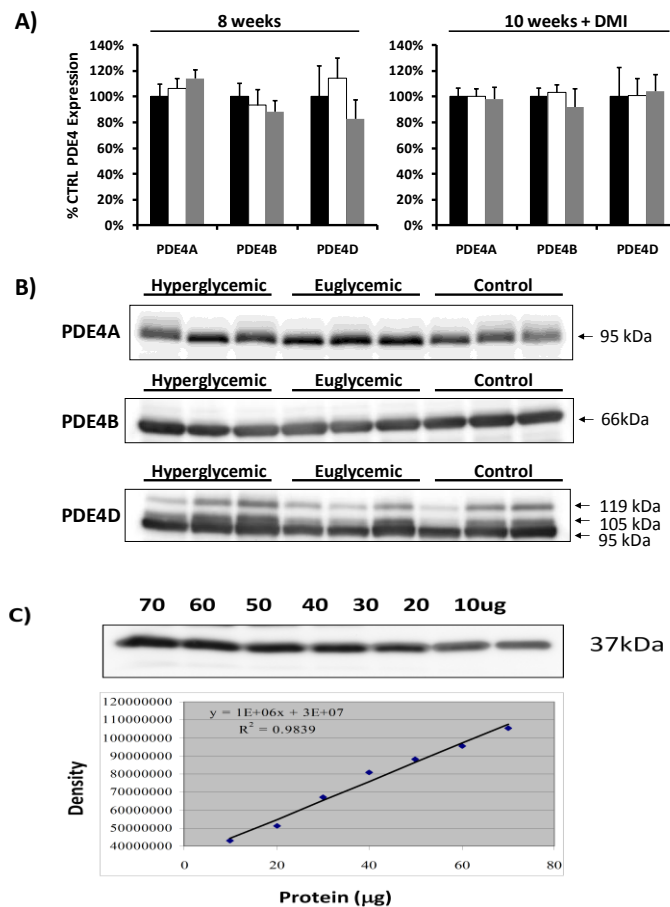 A)
8 weeks
10 weeks + DMI
% CTRL PDE4 Expression
140%
120%
100%
80%
60%
40%
20%
0%
PDE4A PDE4B PDE4D
140%
120%
100%
80%
60%
40%
20%
0%
PDE4A PDE4B PDE4D
B)
Hyperglycemic Euglycemic Control
PDE4A
95 kDa
Hyperglycemic Euglycemic Control
PDE4B
66kDa
Hyperglycemic Euglycemic Control
PDE4D
119 kDa
105 kDa
95 kDa
C)
70 60 50 40 30 20 10ug
37kDa
Density
120000000
110000000
100000000
90000000
80000000
70000000
60000000
50000000
40000000
y = 1E+06x + 3E+07
R² = 0.9839
0 20 40 60 80
Protein (µg)